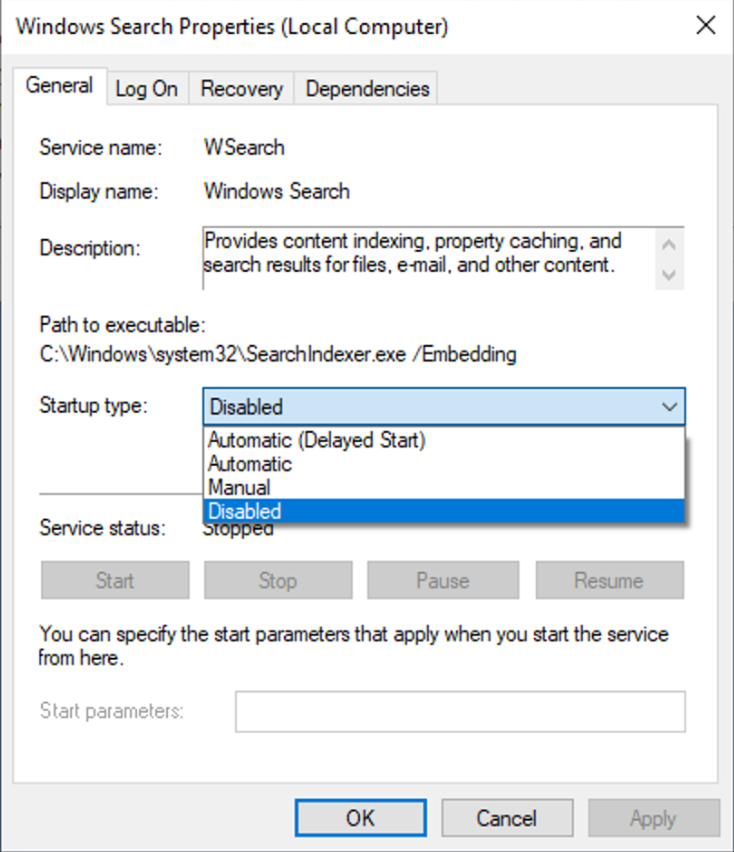 Windows Search Properties (Local Computer)
General Log On Recovery Dependencies
Service name: WSearch
Display name: Windows Search
Description: Provides content indexing, property caching, and
search results for files, e-mail, and other content.
Path to executable:
C:\Windows\system32\SearchIndexer.exe /Embedding
Startup type: Disabled
Automatic (Delayed Start)
Automatic
Manual
Disabled
Service status: Stopped
Start Stop Pause Resume
You can specify the start parameters that apply when you start the service
from here.
Start parameters:
OK Cancel Apply